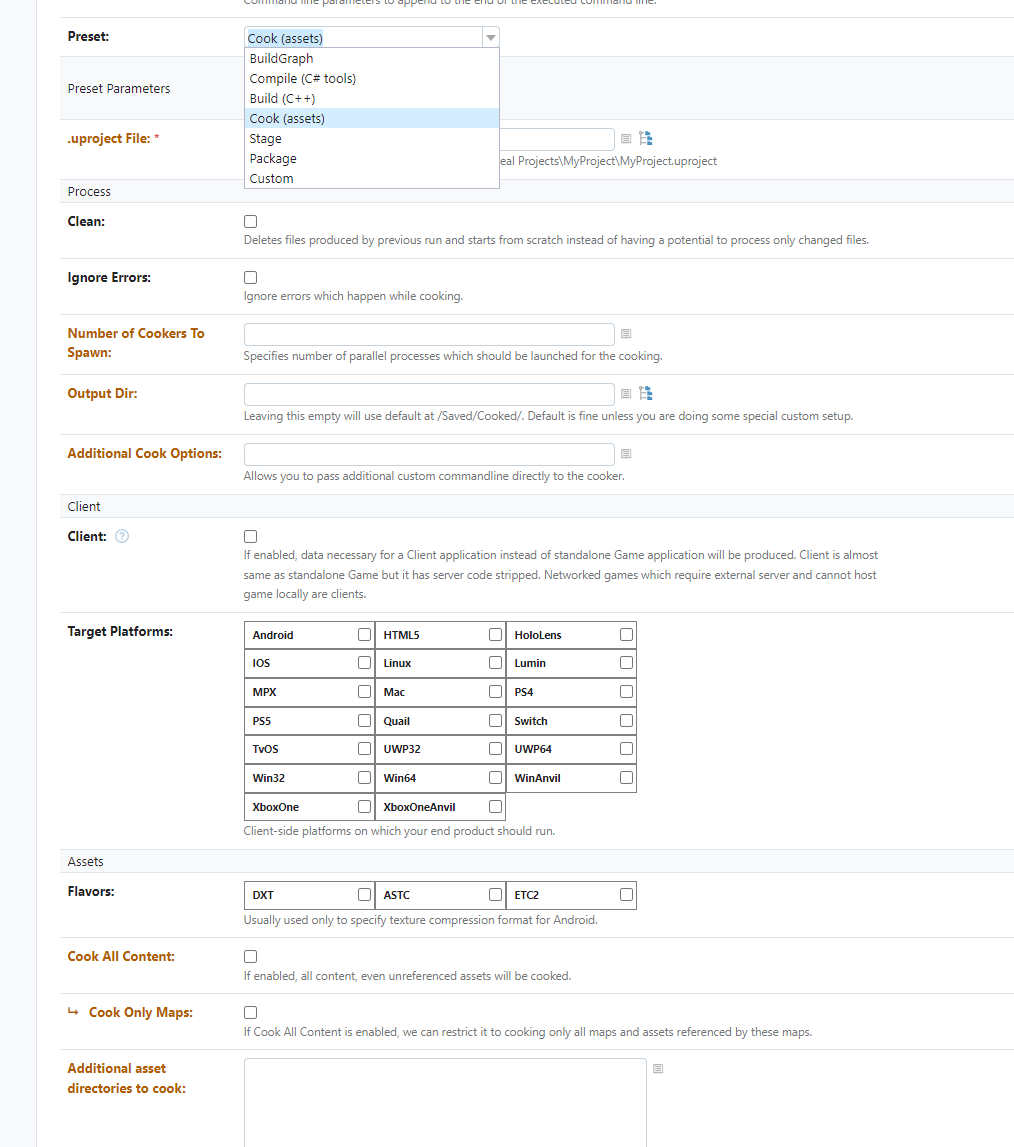 Command line parameters to append to the end of the executed command line.
Preset:
Cook (assets)
BuildGraph
Compile (C# tools)
Build (C++)
Cook (assets)
Stage
Package
Custom
Preset Parameters
.uproject File: *
eal Projects\MyProject\MyProject.uproject
Process
Clean:
Deletes files produced by previous run and starts from scratch instead of having a potential to process only changed files.
Ignore Errors:
Ignore errors which happen while cooking.
Number of Cookers To
Spawn:
Specifies number of parallel processes which should be launched for the cooking.
Output Dir:
Leaving this empty will use default at /Saved/Cooked/. Default is fine unless you are doing some special custom setup.
Additional Cook Options:
Allows you to pass additional custom commandline directly to the cooker.
Client
Client: ?
If enabled, data necessary for a Client application instead of standalone Game application will be produced. Client is almost
same as standalone Game but it has server code stripped. Networked games which require external server and cannot host
game locally are clients.
Target Platforms:
Android HTML5 HoloLens
IOS Linux Lumin
MPX Mac PS4
PS5 Quail Switch
TvOS UWP32 UWP64
Win32 Win64 WinAnvil
XboxOne XboxOneAnvil
Client-side platforms on which your end product should run.
Assets
Flavors:
DXT ASTC ETC2
Usually used only to specify texture compression format for Android.
Cook All Content:
If enabled, all content, even unreferenced assets will be cooked.
↳ Cook Only Maps:
If Cook All Content is enabled, we can restrict it to cooking only all maps and assets referenced by these maps.
Additional asset
directories to cook: